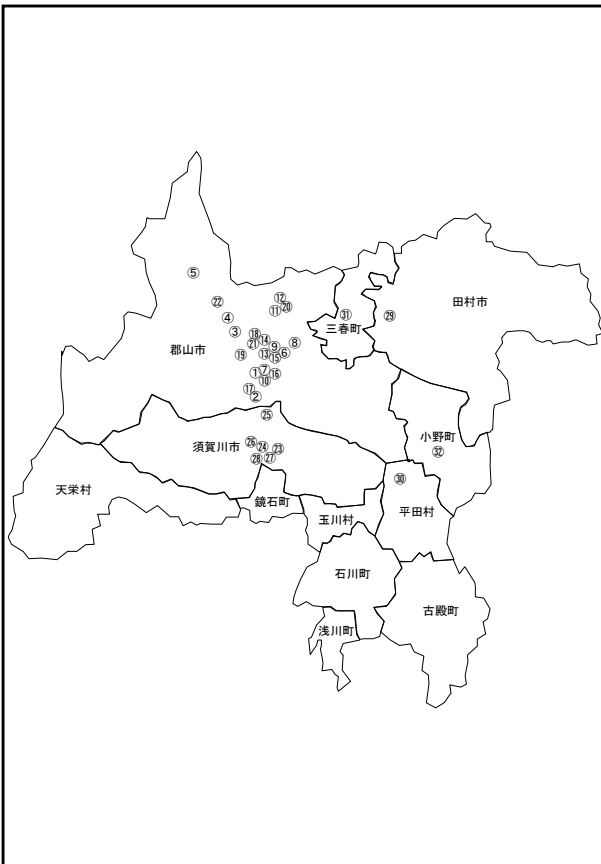 ⑤
㉒ ⑫
⑳
⑪
④ ㉛ ㉙ 田村市
三春町
③ ⑱ ⑭
㉑ ⑨ ⑧
郡山市 ⑲ ⑬ ⑥
⑮
① ⑦ ⑯
⑩
⑰
②
㉕
小野町
㉖ ㉔ ㉓ ㉜
須賀川市
㉘ ㉗
天栄村 ㉚
鏡石町
玉川村 平田村
石川町
古殿町
浅川町